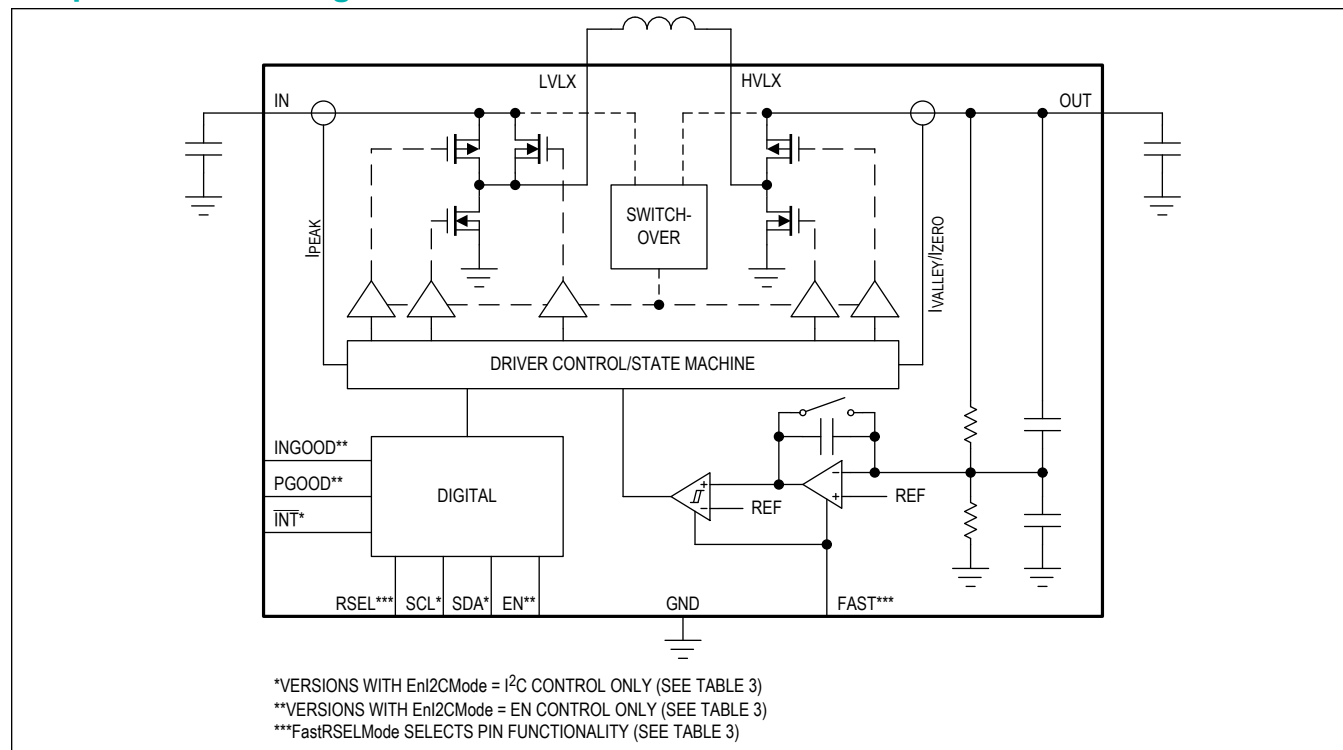 LVLX
HVLX
IN
OUT
IPEAK
SWITCH-
OVER
IVALLEY/IZERO
DRIVER CONTROL/STATE MACHINE
INGOOD**
PGOOD**
INT*
DIGITAL
+
-
REF
-
+
REF
RSEL***
SCL*
SDA*
EN**
GND
FAST***
*VERSIONS WITH EnI2CMode = I2C CONTROL ONLY (SEE TABLE 3)
**VERSIONS WITH EnI2CMode = EN CONTROL ONLY (SEE TABLE 3)
***FastRSELMode SELECTS PIN FUNCTIONALITY (SEE TABLE 3)